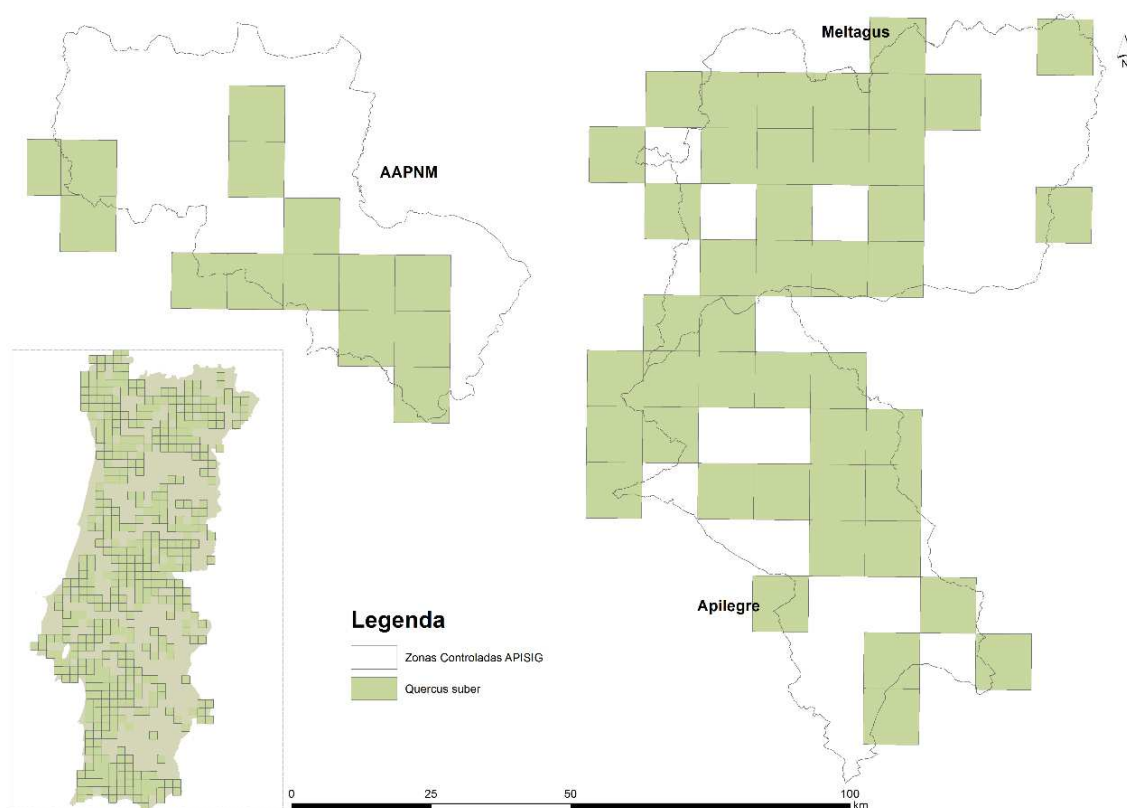 Meltagus
N
AAPNM
Apilegre
Legenda
Zonas Controladas APISIG
Quercus suber
0 25 50 100
km